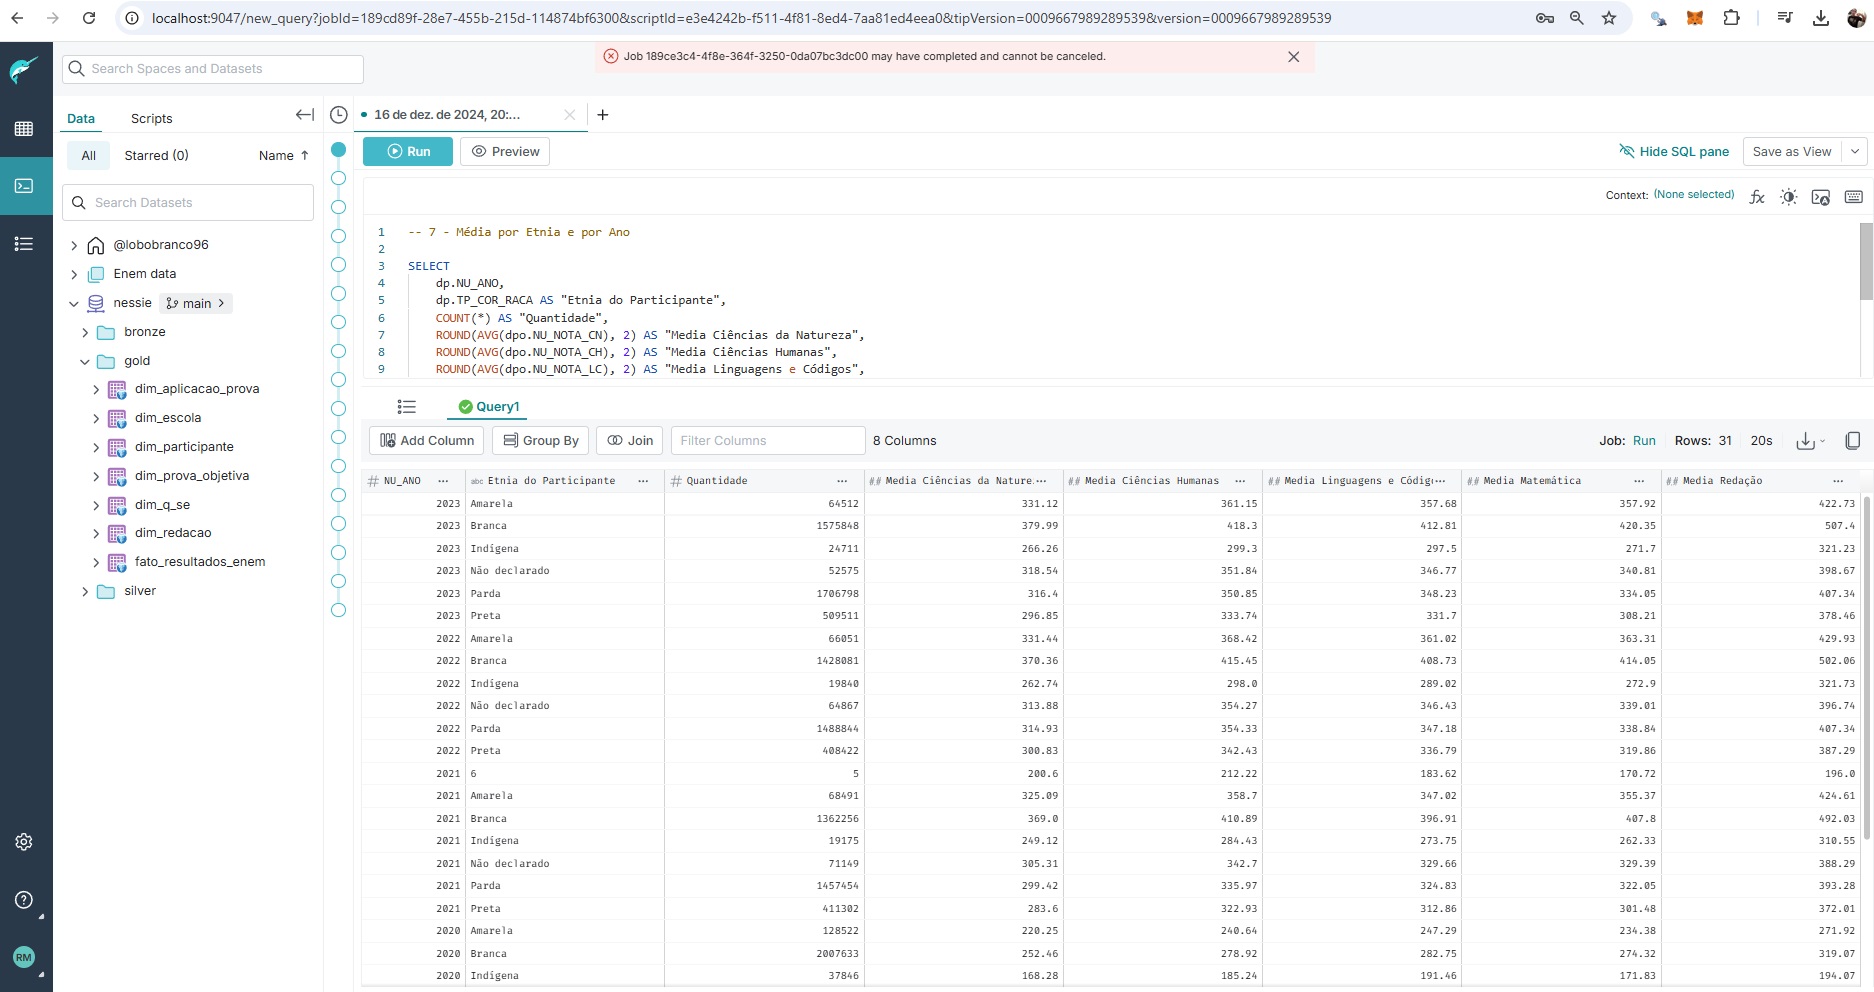 localhost:9047/new_query?jobId=189cd89f-28e7-455b-215d-114874bf6300&scriptId=e3e4242b-f511-4f81-8ed4-7aa81ed4eea0&tipVersion=0009667989289539&version=0009667989289539
Search Spaces and Datasets
Job 189ce3c4-4f8e-364f-3250-0da07bc3dc00 may have completed and cannot be canceled.
Data Scripts
16 de dez. de 2024, 20:...
All Starred (0) Name
Run Preview Hide SQL pane Save as View
Search Datasets
Context: (None selected)
@lobobranco96
Enem data
nessie main
bronze
gold
dim_aplicacao_prova
dim_escola
dim_participante
dim_prova_objetiva
dim_q_se
dim_redacao
fato_resultados_enem
silver
RM
1 -- 7 - Média por Etnia e por Ano
2
3 SELECT
4 dp.NU_ANO,
5 dp.TP_COR_RACA AS "Etnia do Participante",
6 COUNT(*) AS "Quantidade",
7 ROUND(AVG(dpo.NU_NOTA_CN), 2) AS "Media Ciências da Natureza",
8 ROUND(AVG(dpo.NU_NOTA_CH), 2) AS "Media Ciências Humanas",
9 ROUND(AVG(dpo.NU_NOTA_LC), 2) AS "Media Linguagens e Códigos",
Query1
Add Column Group By Join Filter Columns 8 Columns Job: Run Rows: 31 20s
# NU_ANO ... abc Etnia do Participante ... # Quantidade ... ## Media Ciências da Nature... ## Media Ciências Humanas ... ## Media Linguagens e Códig... ## Media Matemática ... ## Media Redação ...
2023 Amarela 64512 331.12 361.15 357.68 357.92 422.73
2023 Branca 1575848 379.99 418.3 412.81 420.35 507.4
2023 Indígena 24711 266.26 299.3 297.5 271.7 321.23
2023 Não declarado 52575 318.54 351.84 346.77 340.81 398.67
2023 Parda 1706798 316.4 350.85 348.23 334.05 407.34
2023 Preta 509511 296.85 333.74 331.7 308.21 378.46
2022 Amarela 66051 331.44 368.42 361.02 363.31 429.93
2022 Branca 1428081 370.36 415.45 408.73 414.05 502.06
2022 Indígena 19840 262.74 298.0 289.02 272.9 321.73
2022 Não declarado 64867 313.88 354.27 346.43 339.01 396.74
2022 Parda 1488844 314.93 354.33 347.18 338.84 407.34
2022 Preta 408422 300.83 342.43 336.79 319.86 387.29
2021 6 5 200.6 212.22 183.62 170.72 196.0
2021 Amarela 68491 325.09 358.7 347.02 355.37 424.61
2021 Branca 1362256 369.0 410.89 396.91 407.8 492.03
2021 Indígena 19175 249.12 284.43 273.75 262.33 310.55
2021 Não declarado 71149 305.31 342.7 329.66 329.39 388.29
2021 Parda 1457454 299.42 335.97 324.83 322.05 393.28
2021 Preta 411302 283.6 322.93 312.86 301.48 372.01
2020 Amarela 128522 220.25 240.64 247.29 234.38 271.92
2020 Branca 2007633 252.46 278.92 282.75 274.32 319.07
2020 Indígena 37846 168.28 185.24 191.46 171.83 194.07